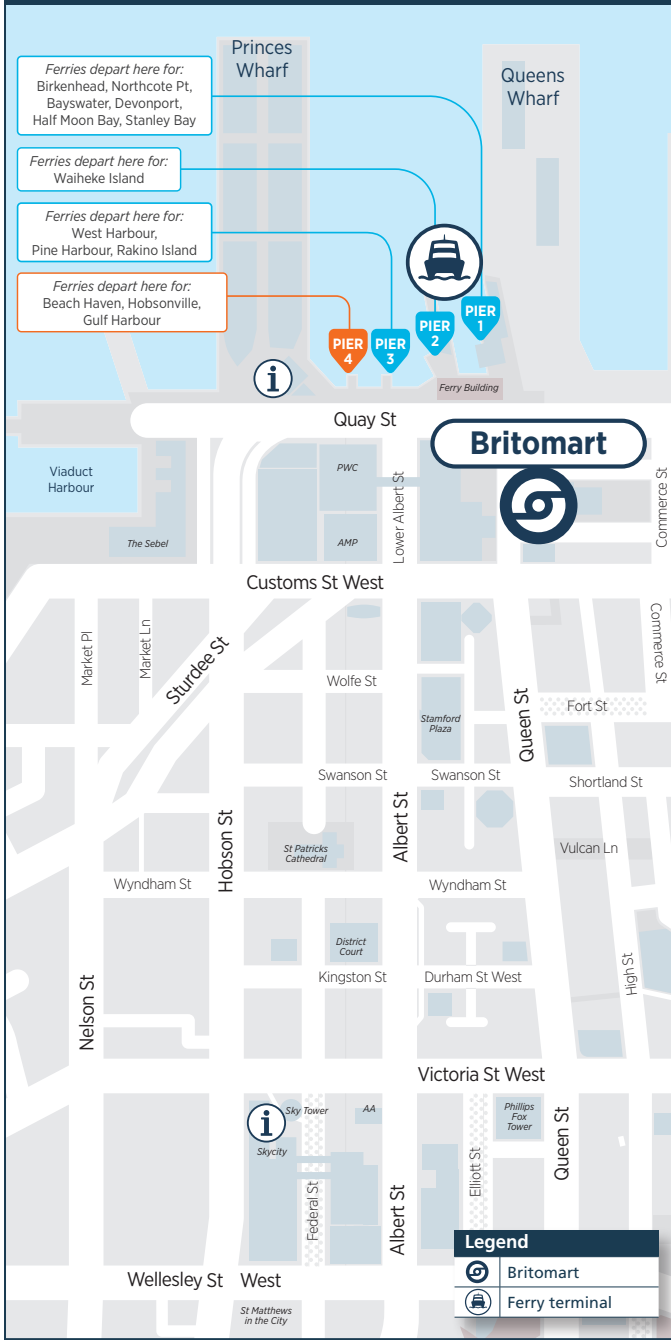 Princes
Wharf
Queens
Wharf
Ferries depart here for:
Birkenhead, Northcote Pt,
Bayswater, Devonport,
Half Moon Bay, Stanley Bay
Ferries depart here for:
Waiheke Island
Ferries depart here for:
West Harbour,
Pine Harbour, Rakino Island
Ferries depart here for:
Beach Haven, Hobsonville,
Gulf Harbour
PIER
4
PIER
3
PIER
2
PIER
1
i
Ferry Building
Quay St
Britomart
Viaduct
Harbour
PWC
Lower Albert St
Commerce St
The Sebel
AMP
Customs St West
Market Pl
Market Ln
Sturdee St
Commerce St
Wolfe St
Queen St
Fort St
Stamford
Plaza
Swanson St
Swanson St
Shortland St
Hobson St
Albert St
St Patricks
Cathedral
Vulcan Ln
Wyndham St
Wyndham St
District
Court
Kingston St
Durham St West
High St
Nelson St
Victoria St West
i
Sky Tower
AA
Phillips
Fox
Tower
Skycity
Federal St
Albert St
Elliott St
Queen St
Wellesley St West
St Matthews
in the City
Legend
Britomart
Ferry terminal